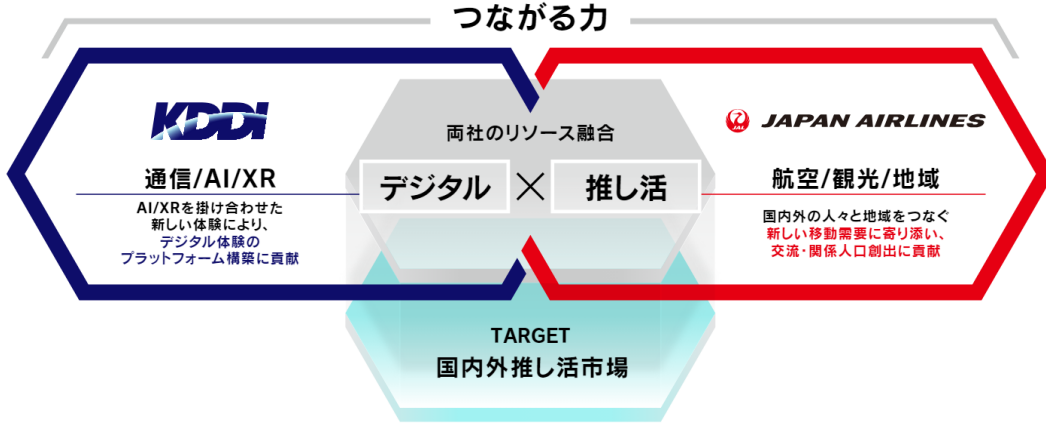 つながる力
KDDI
通信/AI/XR
AI/XRを掛け合わせた
新しい体験により、
デジタル体験の
プラットフォーム構築に貢献
両社のリソース融合
デジタル × 推し活
JAL JAPAN AIRLINES
航空/観光/地域
国内外の人々と地域をつなぐ
新しい移動需要に寄り添い、
交流・関係人口創出に貢献
TARGET
国内外推し活市場